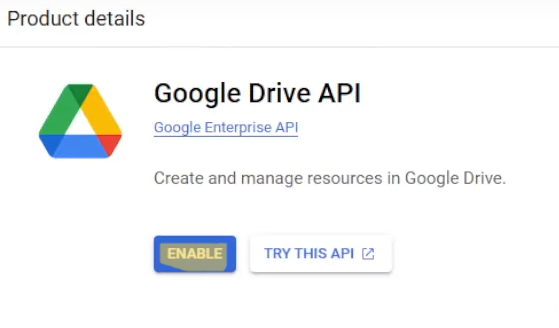 Product details
Google Drive API
Google Enterprise API
Create and manage resources in Google Drive.
ENABLE
TRY THIS API